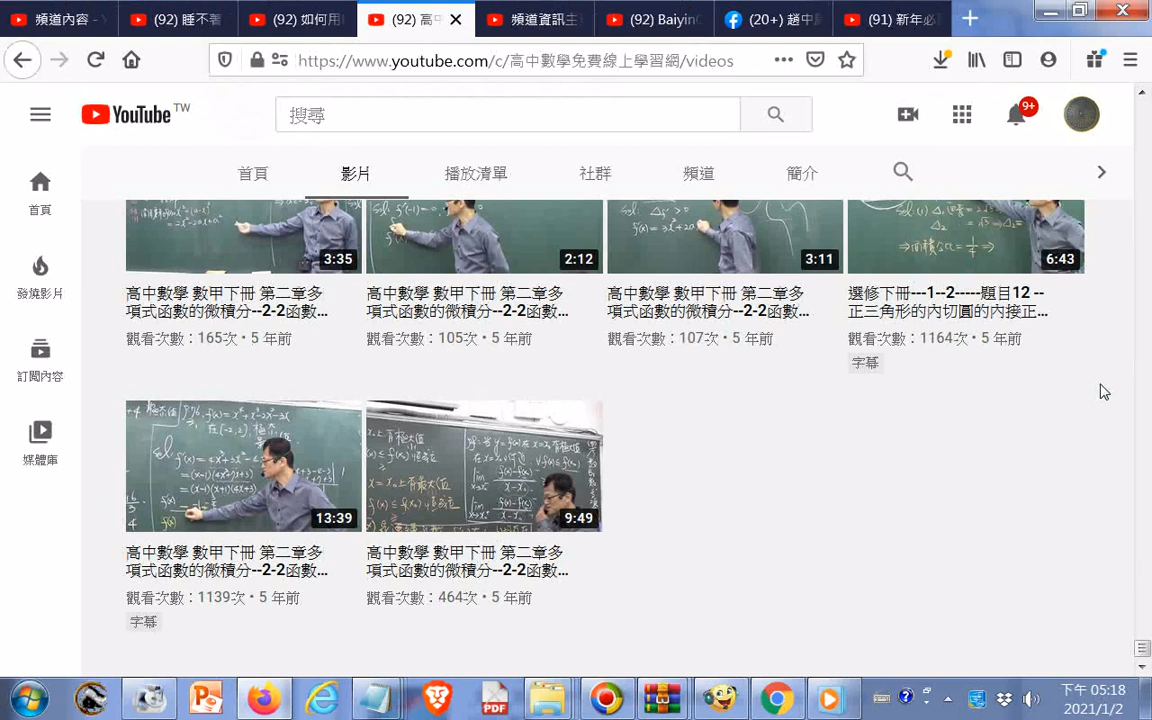 頻道內容 - Y
(92) 睡不著
(92) 如何用
(92) 高中
頻道資訊主
(92) BaiyinC
(20+) 趙中
(91) 新年必
https://www.youtube.com/c/高中數學免費線上學習網/videos
YouTube TW
搜尋
9+
首頁
影片
播放清單
社群
頻道
簡介
首頁
發燒影片
訂閱內容
媒體庫
3:35
2:12
3:11
6:43
高中數學 數甲下冊 第二章多
項式函數的微積分--2-2函數...
觀看次數：165次 • 5 年前
高中數學 數甲下冊 第二章多
項式函數的微積分--2-2函數...
觀看次數：105次 • 5 年前
高中數學 數甲下冊 第二章多
項式函數的微積分--2-2函數...
觀看次數：107次 • 5 年前
選修下冊---1--2-----題目12 --
正三角形的內切圓的內接正...
觀看次數：1164次 • 5 年前
字幕
13:39
9:49
高中數學 數甲下冊 第二章多
項式函數的微積分--2-2函數...
觀看次數：1139次 • 5 年前
字幕
高中數學 數甲下冊 第二章多
項式函數的微積分--2-2函數...
觀看次數：464次 • 5 年前
PDF
下午 05:18
2021/1/2